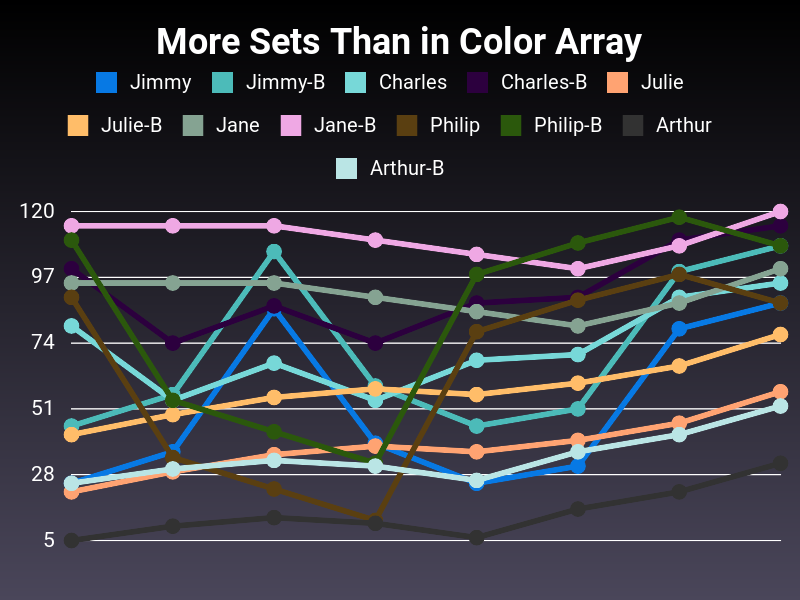 More Sets Than in Color Array
Jimmy Jimmy-B Charles Charles-B Julie
Julie-B Jane Jane-B Philip Philip-B Arthur
Arthur-B
120
97
74
51
28
5